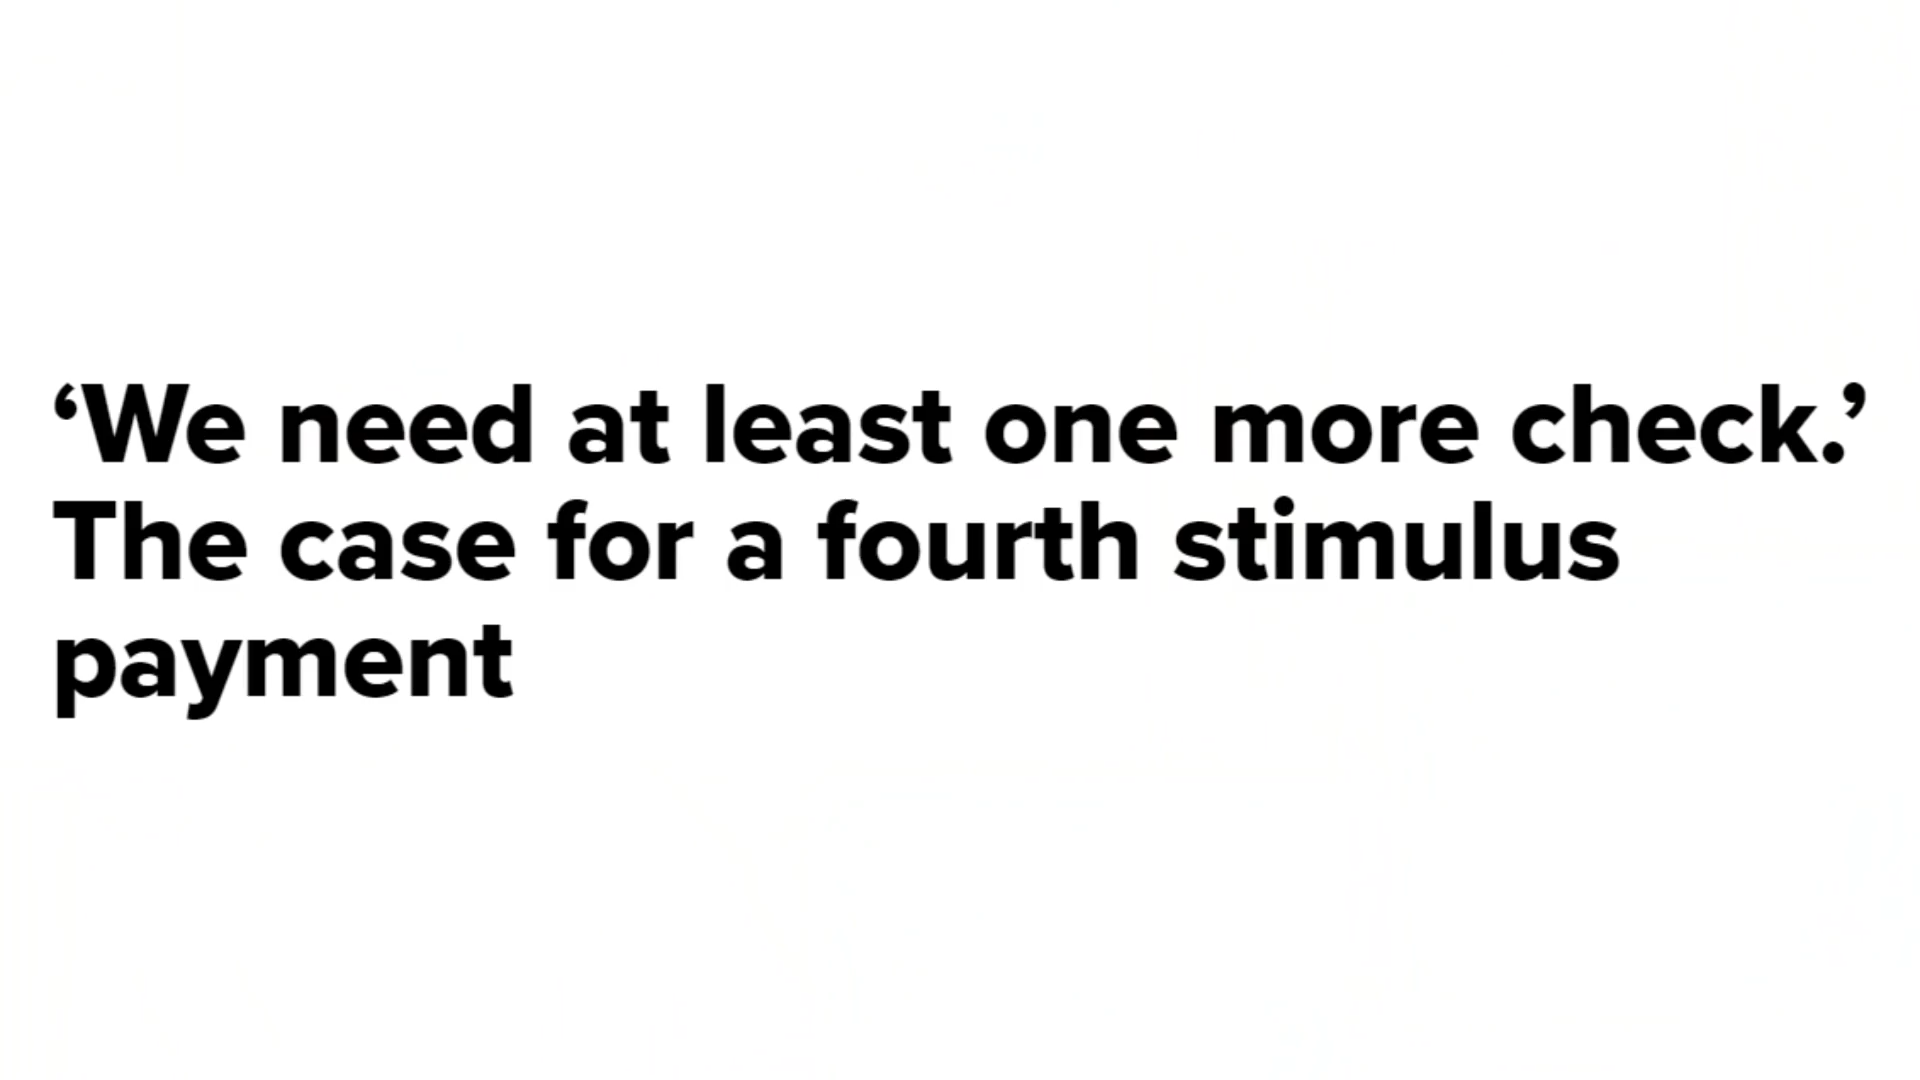 ‘We need at least one more check.’
The case for a fourth stimulus
payment